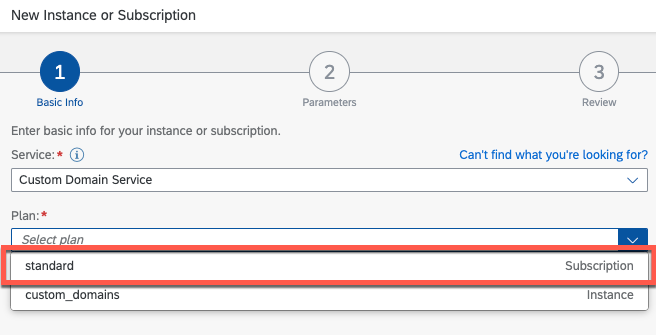 New Instance or Subscription
1
2
3
Basic Info
Parameters
Review
Enter basic info for your instance or subscription.
Service:* Can't find what you're looking for?
Custom Domain Service
Plan:*
Select plan
standard Subscription
custom_domains Instance